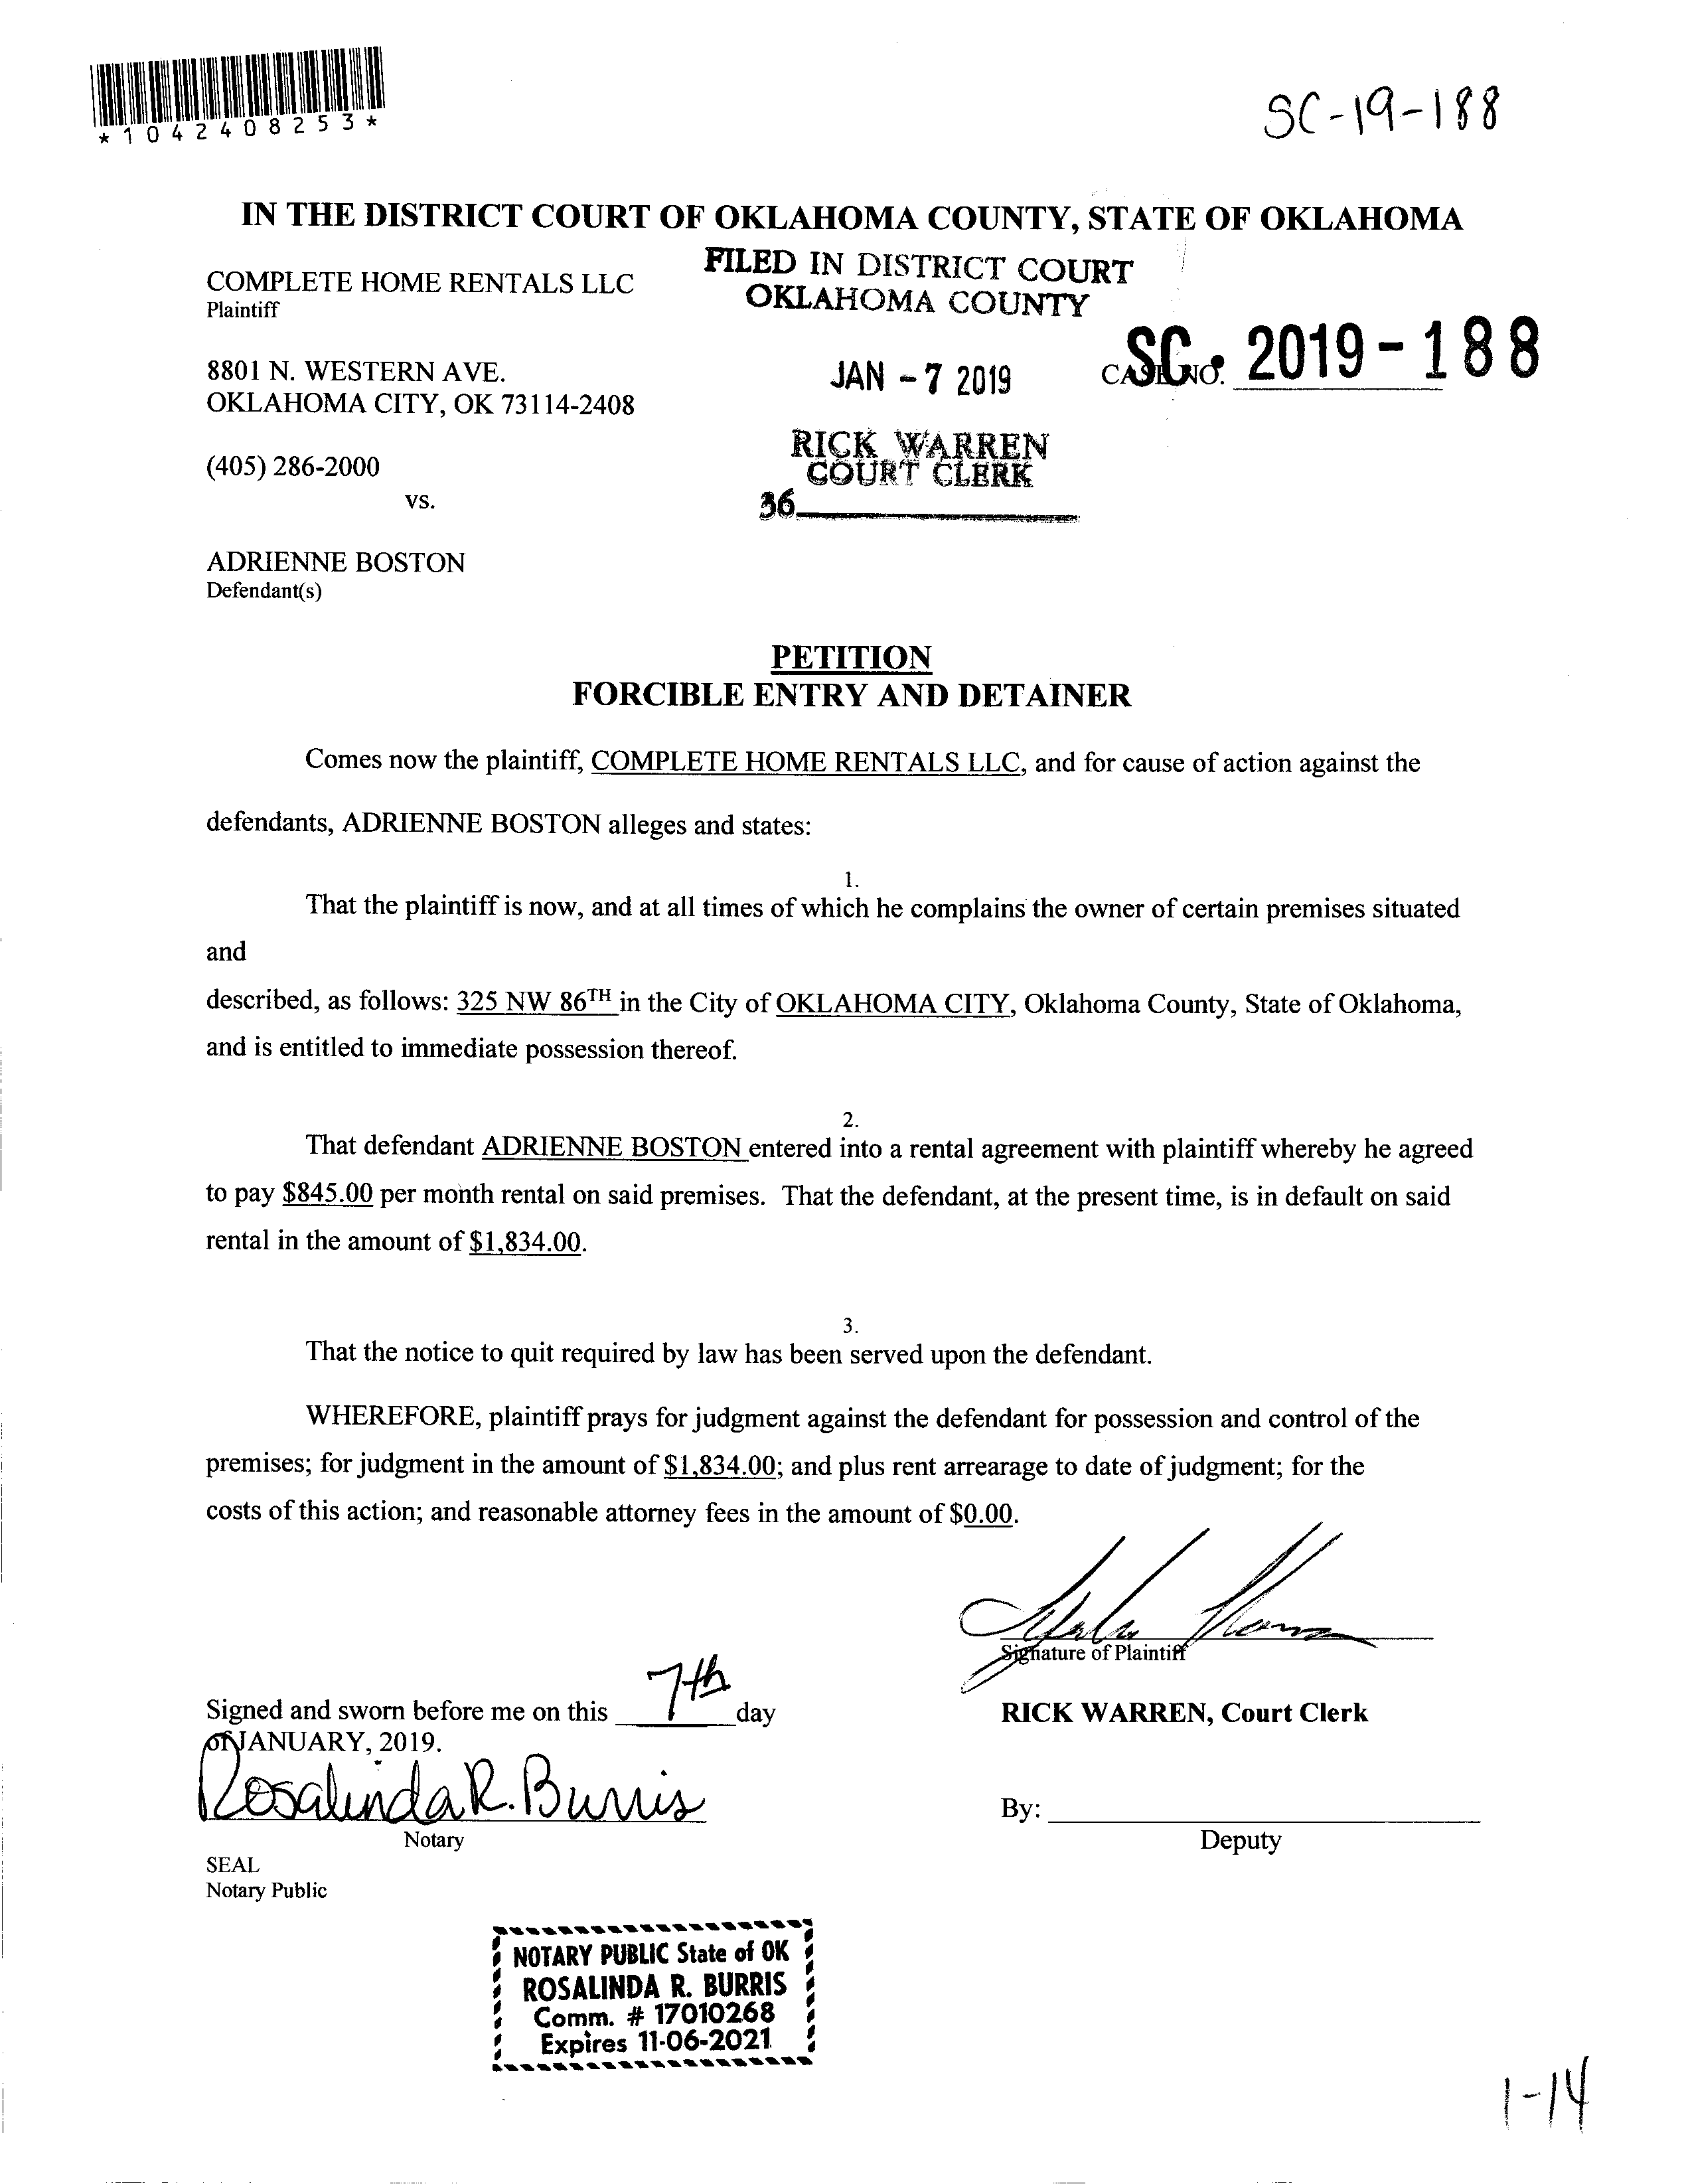 *1042408253*
SC-19-188
IN THE DISTRICT COURT OF OKLAHOMA COUNTY, STATE OF OKLAHOMA
FILED IN DISTRICT COURT
OKLAHOMA COUNTY
COMPLETE HOME RENTALS LLC
Plaintiff
8801 N. WESTERN AVE.
OKLAHOMA CITY, OK 73114-2408
JAN - 7 2019
CASE NO. SC. 2019-188
RICK WARREN
COURT CLERK
36
(405) 286-2000
vs.
ADRIENNE BOSTON
Defendant(s)
PETITION
FORCIBLE ENTRY AND DETAINER
Comes now the plaintiff, COMPLETE HOME RENTALS LLC, and for cause of action against the
defendants, ADRIENNE BOSTON alleges and states:
1.
That the plaintiff is now, and at all times of which he complains the owner of certain premises situated
and
described, as follows: 325 NW 86TH in the City of OKLAHOMA CITY, Oklahoma County, State of Oklahoma,
and is entitled to immediate possession thereof.
2.
That defendant ADRIENNE BOSTON entered into a rental agreement with plaintiff whereby he agreed
to pay $845.00 per month rental on said premises. That the defendant, at the present time, is in default on said
rental in the amount of $1,834.00.
3.
That the notice to quit required by law has been served upon the defendant.
WHEREFORE, plaintiff prays for judgment against the defendant for possession and control of the
premises; for judgment in the amount of $1,834.00; and plus rent arrearage to date of judgment; for the
costs of this action; and reasonable attorney fees in the amount of $0.00.
Signature of Plaintiff
Signed and sworn before me on this 7th day
of JANUARY, 2019.
RICK WARREN, Court Clerk
Rosalinda R. Burris
Notary
By:
Deputy
SEAL
Notary Public
NOTARY PUBLIC State of OK
ROSALINDA R. BURRIS
Comm. # 17010268
Expires 11-06-2021
1-14